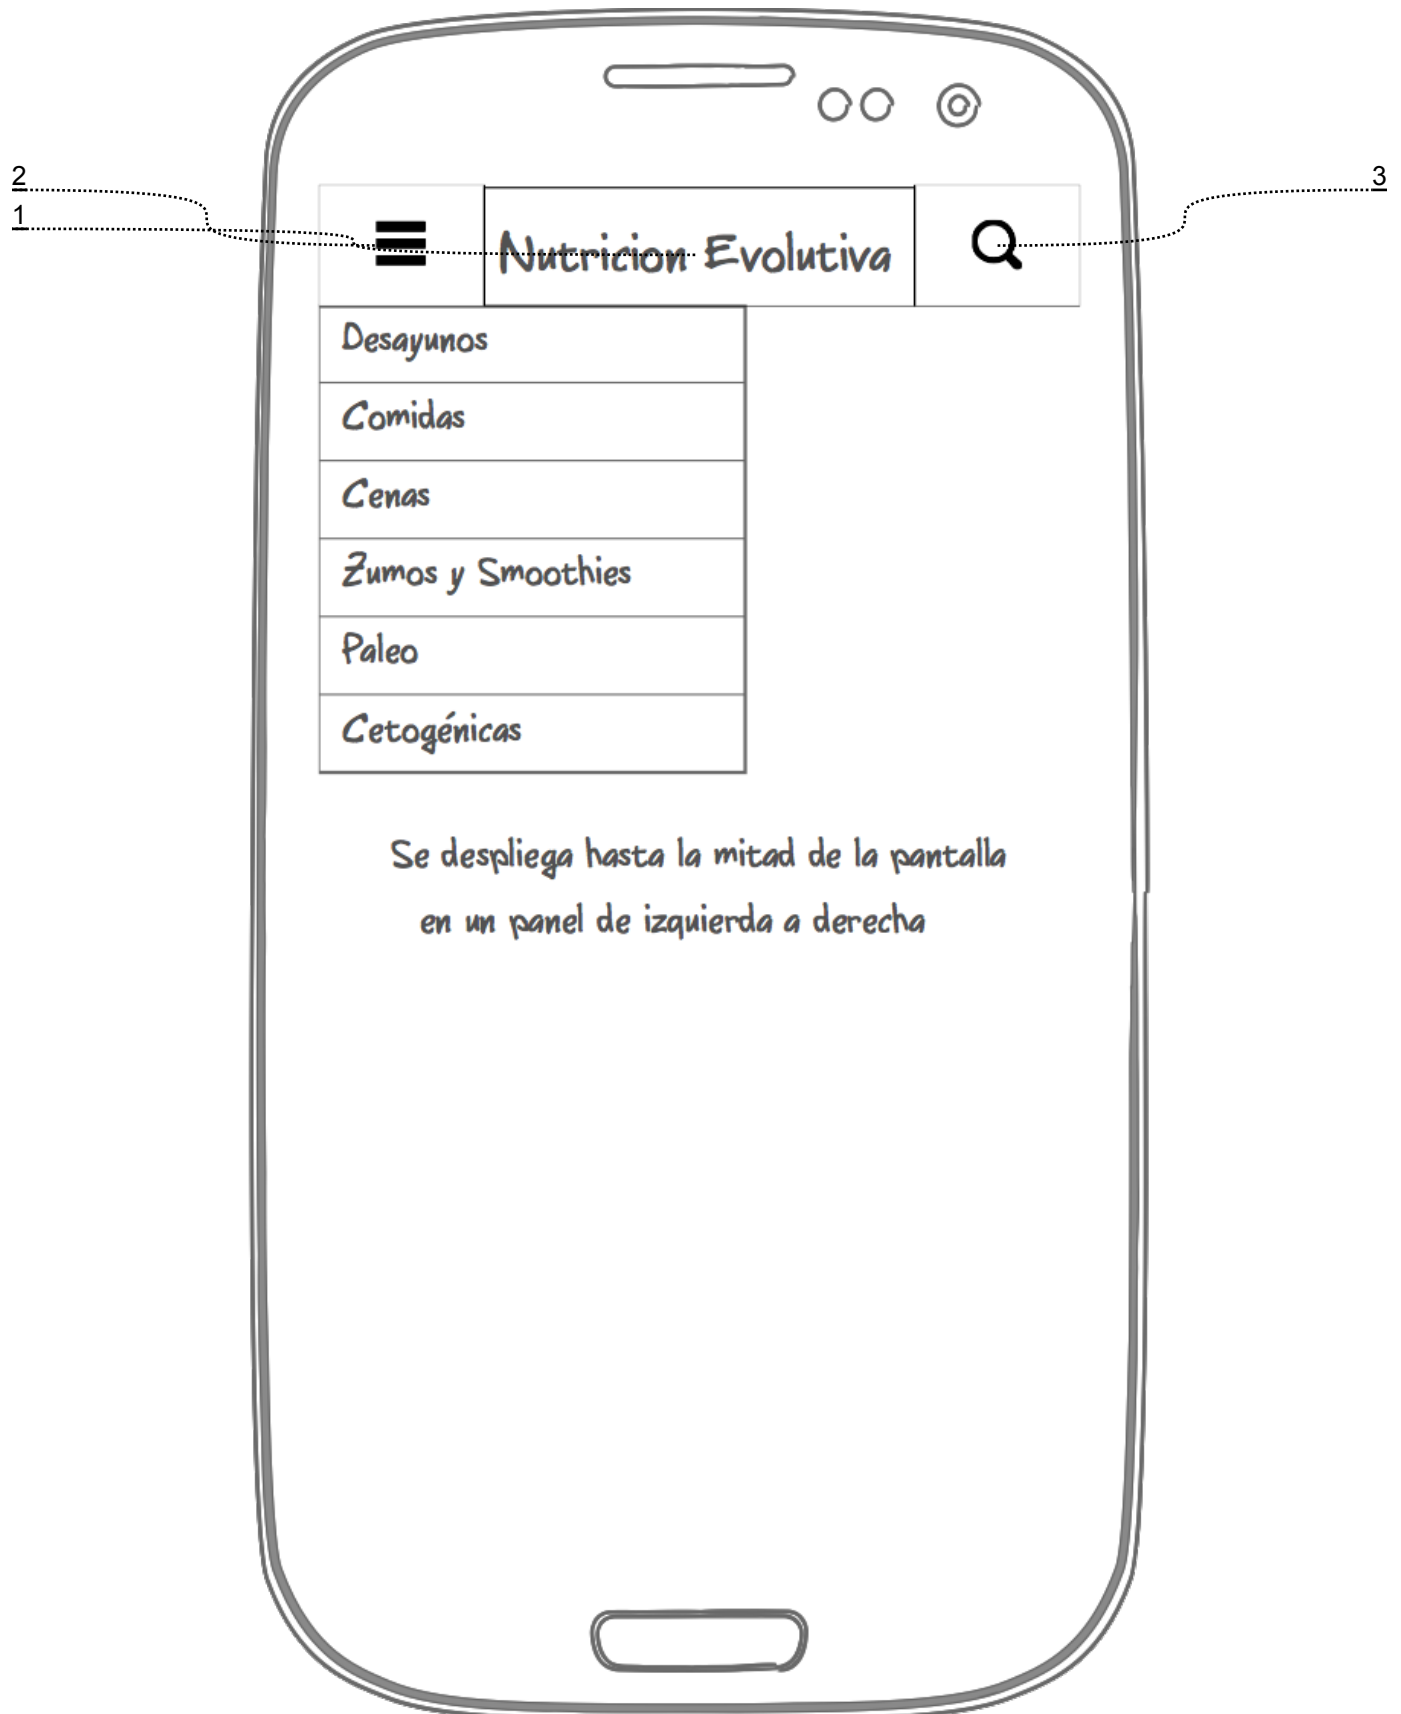 2
1
3
Nutricion Evolutiva
Desayunos
Comidas
Cenas
Zumos y Smoothies
Paleo
Cetogénicas
Se despliega hasta la mitad de la pantalla
en un panel de izquierda a derecha